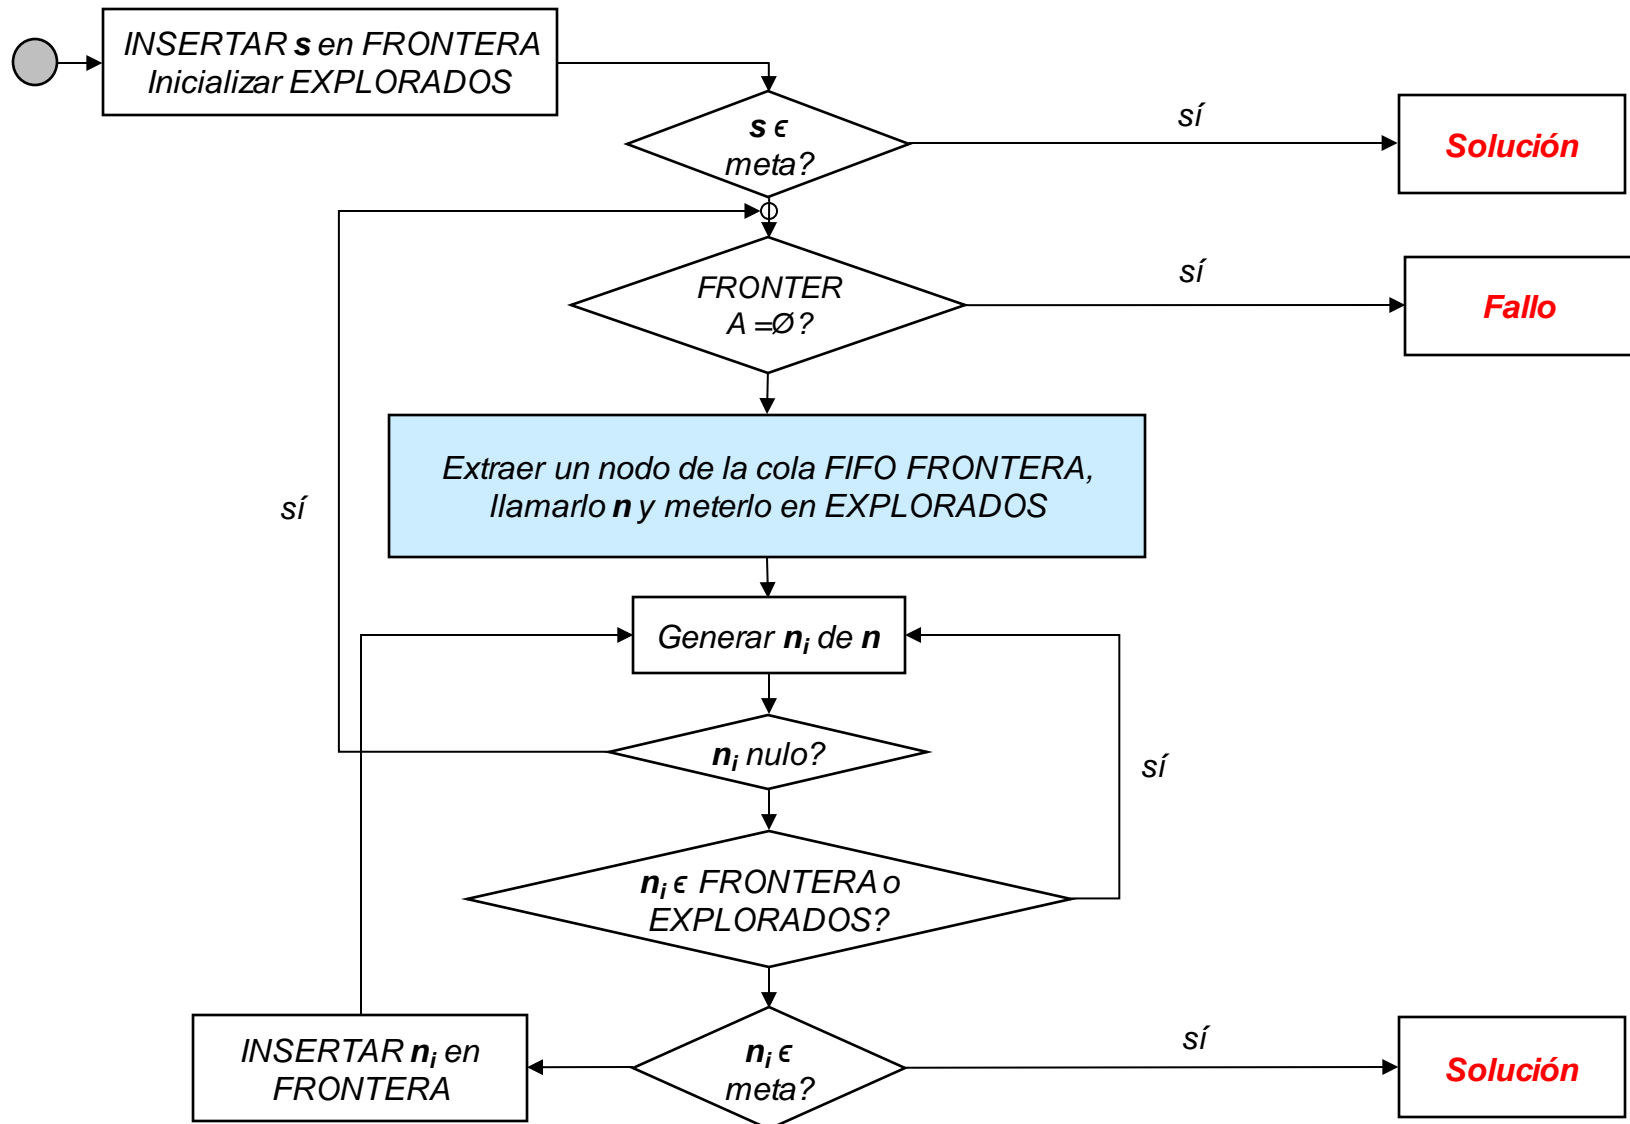 INSERTAR s en FRONTERA
Inicializar EXPLORADOS
s ϵ
meta?
sí
Solución
FRONTER
A =Ø?
sí
Fallo
Extraer un nodo de la cola FIFO FRONTERA,
llamarlo n y meterlo en EXPLORADOS
sí
Generar nᵢ de n
nᵢ nulo?
sí
nᵢ ϵ FRONTERA o
EXPLORADOS?
INSERTAR nᵢ en
FRONTERA
nᵢ ϵ
meta?
sí
Solución